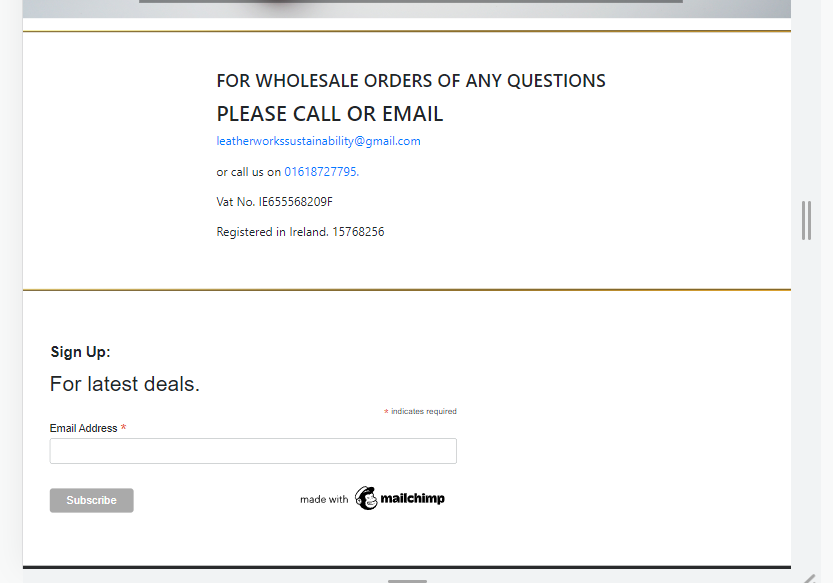 FOR WHOLESALE ORDERS OF ANY QUESTIONS
PLEASE CALL OR EMAIL
leatherworkssustainability@gmail.com
or call us on 01618727795.
Vat No. IE655568209F
Registered in Ireland. 15768256
Sign Up:
For latest deals.
* indicates required
Email Address *
Subscribe
made with mailchimp